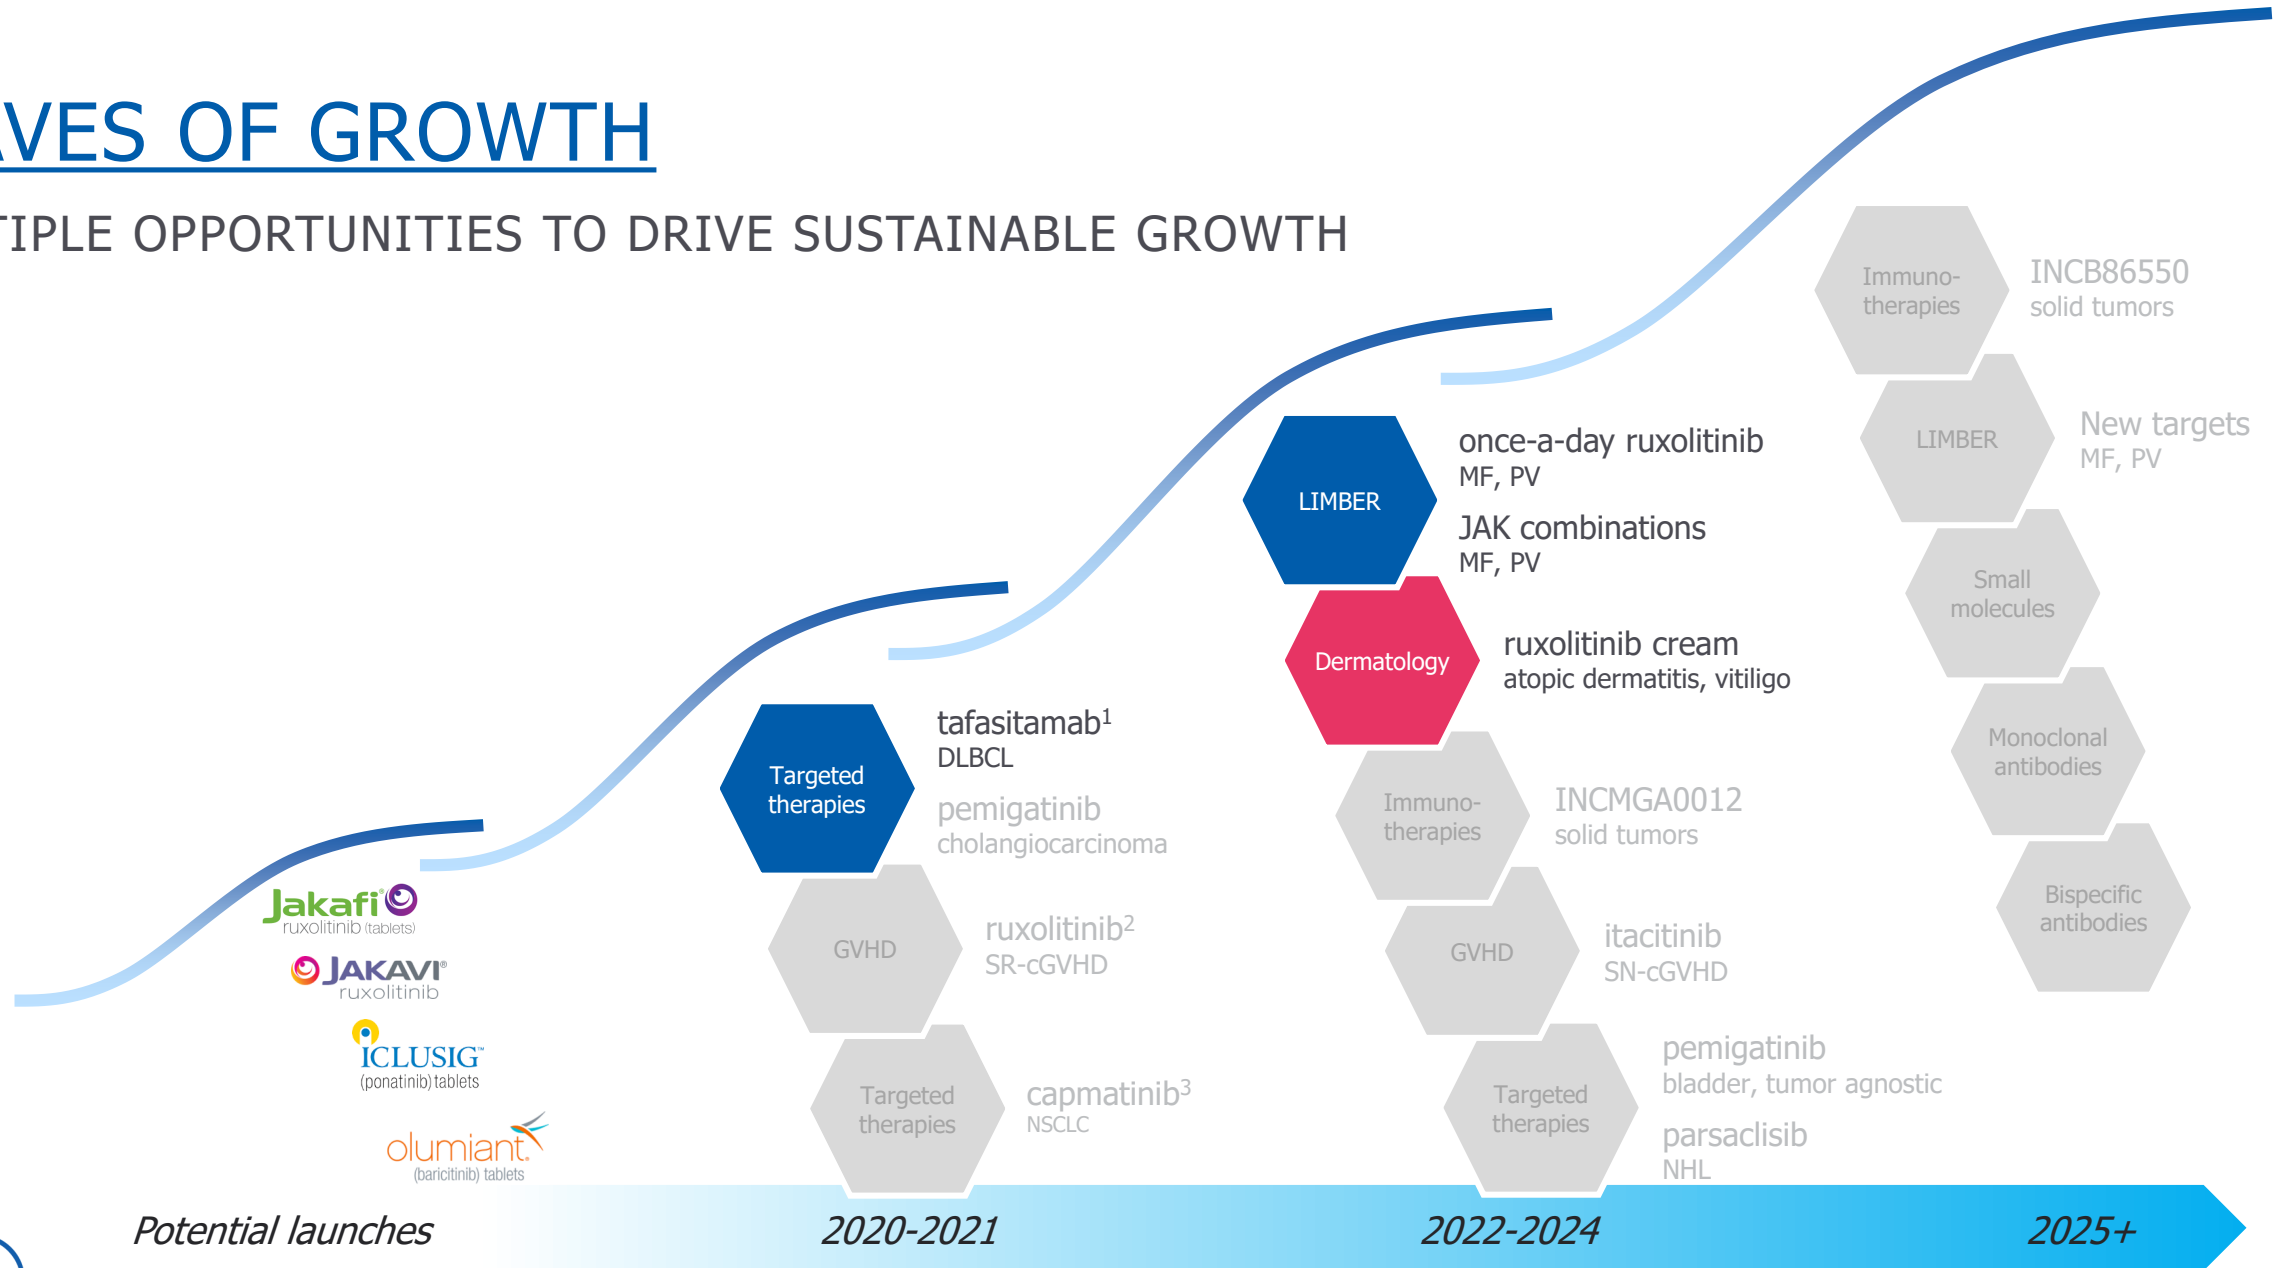 AVES OF GROWTH
TIPLE OPPORTUNITIES TO DRIVE SUSTAINABLE GROWTH
Jakafi®
ruxolitinib (tablets)
JAKAVI®
ruxolitinib
ICLUSIG™
(ponatinib) tablets
olumiant®
(baricitinib) tablets
Targeted
therapies
tafasitamab¹
DLBCL
pemigatinib
cholangiocarcinoma
GVHD
ruxolitinib²
SR-cGVHD
Targeted
therapies
capmatinib³
NSCLC
LIMBER
once-a-day ruxolitinib
MF, PV
JAK combinations
MF, PV
Dermatology
ruxolitinib cream
atopic dermatitis, vitiligo
Immuno-
therapies
INCMGA0012
solid tumors
GVHD
itacitinib
SN-cGVHD
Targeted
therapies
pemigatinib
bladder, tumor agnostic
parsaclisib
NHL
Immuno-
therapies
INCB86550
solid tumors
LIMBER
New targets
MF, PV
Small
molecules
Monoclonal
antibodies
Bispecific
antibodies
Potential launches
2020-2021
2022-2024
2025+